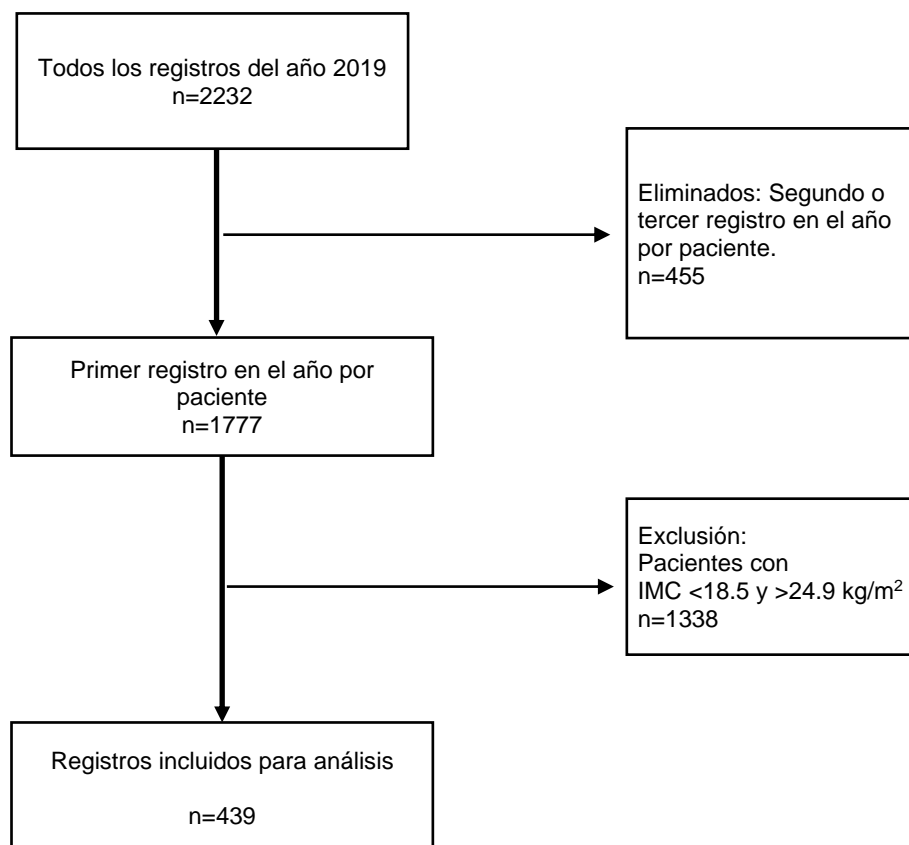 Todos los registros del año 2019
n=2232
Eliminados: Segundo o
tercer registro en el año
por paciente.
n=455
Primer registro en el año por
paciente
n=1777
Exclusión:
Pacientes con
IMC <18.5 y >24.9 kg/m²
n=1338
Registros incluidos para análisis
n=439